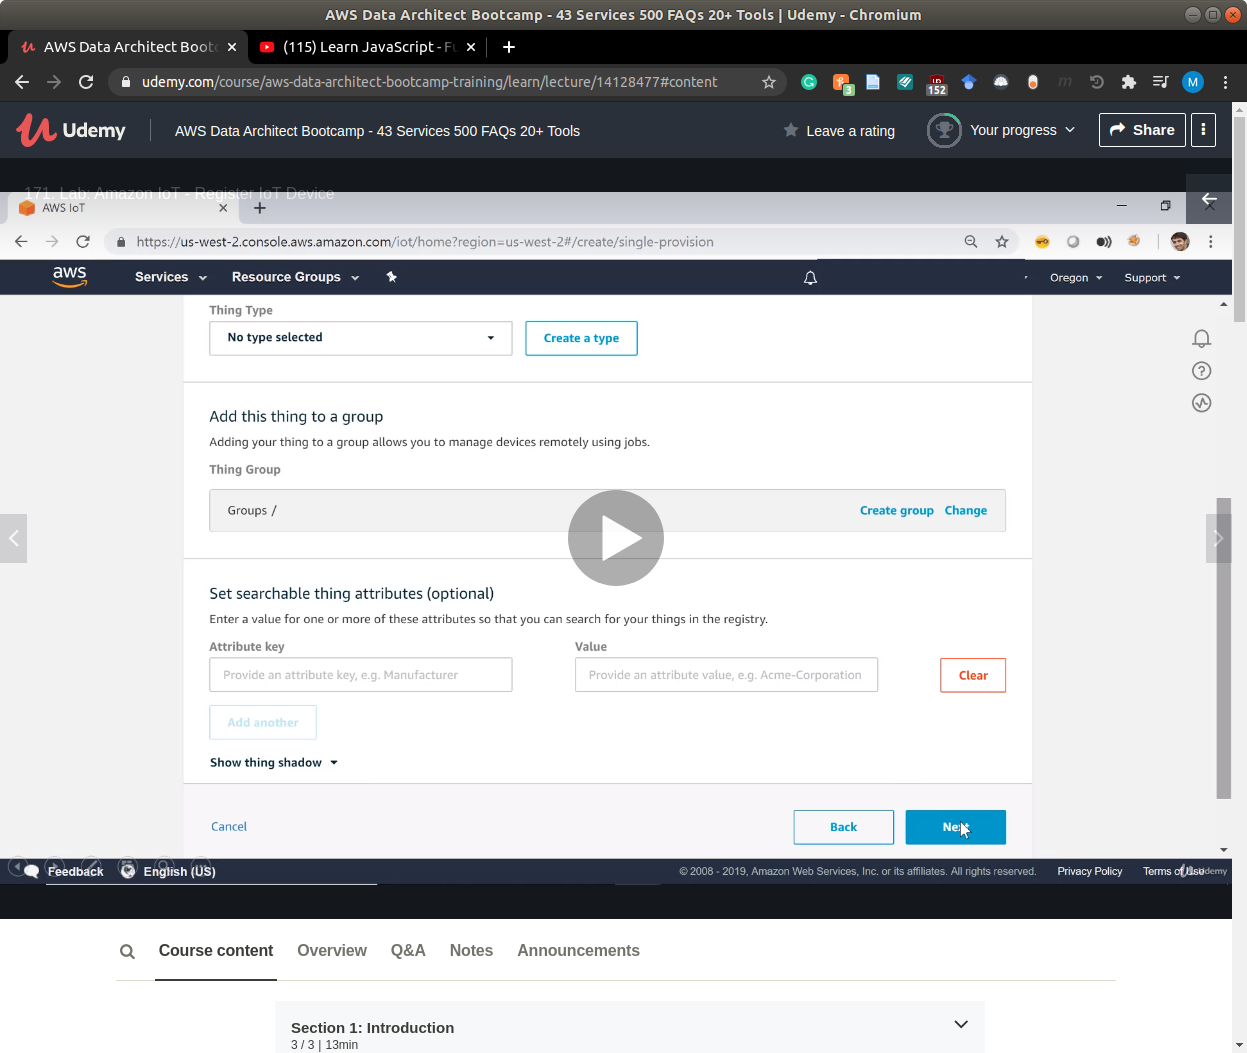 AWS Data Architect Bootcamp - 43 Services 500 FAQs 20+ Tools | Udemy - Chromium
AWS Data Architect Bootc
(115) Learn JavaScript - Fu
udemy.com/course/aws-data-architect-bootcamp-training/learn/lecture/14128477#content
3
152
M
Udemy
AWS Data Architect Bootcamp - 43 Services 500 FAQs 20+ Tools
Leave a rating
Your progress
Share
171. Lab: Amazon IoT - Register IoT Device
AWS IoT
https://us-west-2.console.aws.amazon.com/iot/home?region=us-west-2#/create/single-provision
aws
Services
Resource Groups
Oregon
Support
Thing Type
No type selected
Create a type
Add this thing to a group
Adding your thing to a group allows you to manage devices remotely using jobs.
Thing Group
Groups /
Create group
Change
Set searchable thing attributes (optional)
Enter a value for one or more of these attributes so that you can search for your things in the registry.
Attribute key
Value
Provide an attribute key, e.g. Manufacturer
Provide an attribute value, e.g. Acme-Corporation
Clear
Add another
Show thing shadow
Cancel
Back
Next
Feedback
English (US)
© 2008 - 2019, Amazon Web Services, Inc. or its affiliates. All rights reserved.
Privacy Policy
Terms of Use
Udemy
Course content
Overview
Q&A
Notes
Announcements
Section 1: Introduction
3 / 3 | 13min